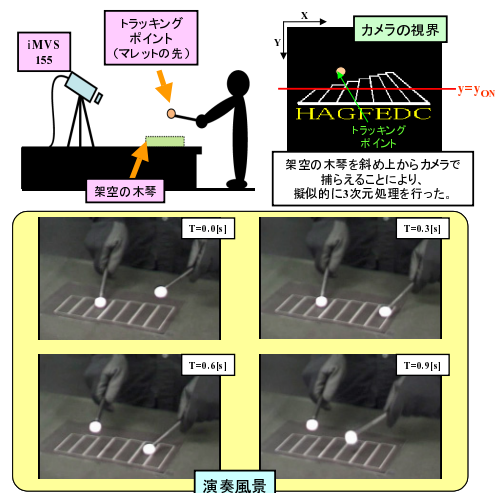 iMVS
155
トラッキング
ポイント
(マレットの先)
架空の木琴
X
Y
カメラの視界
y=yON
HAGFEDC
トラッキング
ポイント
架空の木琴を斜め上からカメラで
捕らえることにより、
擬似的に3次元処理を行った。
T=0.0[s]
T=0.3[s]
T=0.6[s]
T=0.9[s]
演奏風景